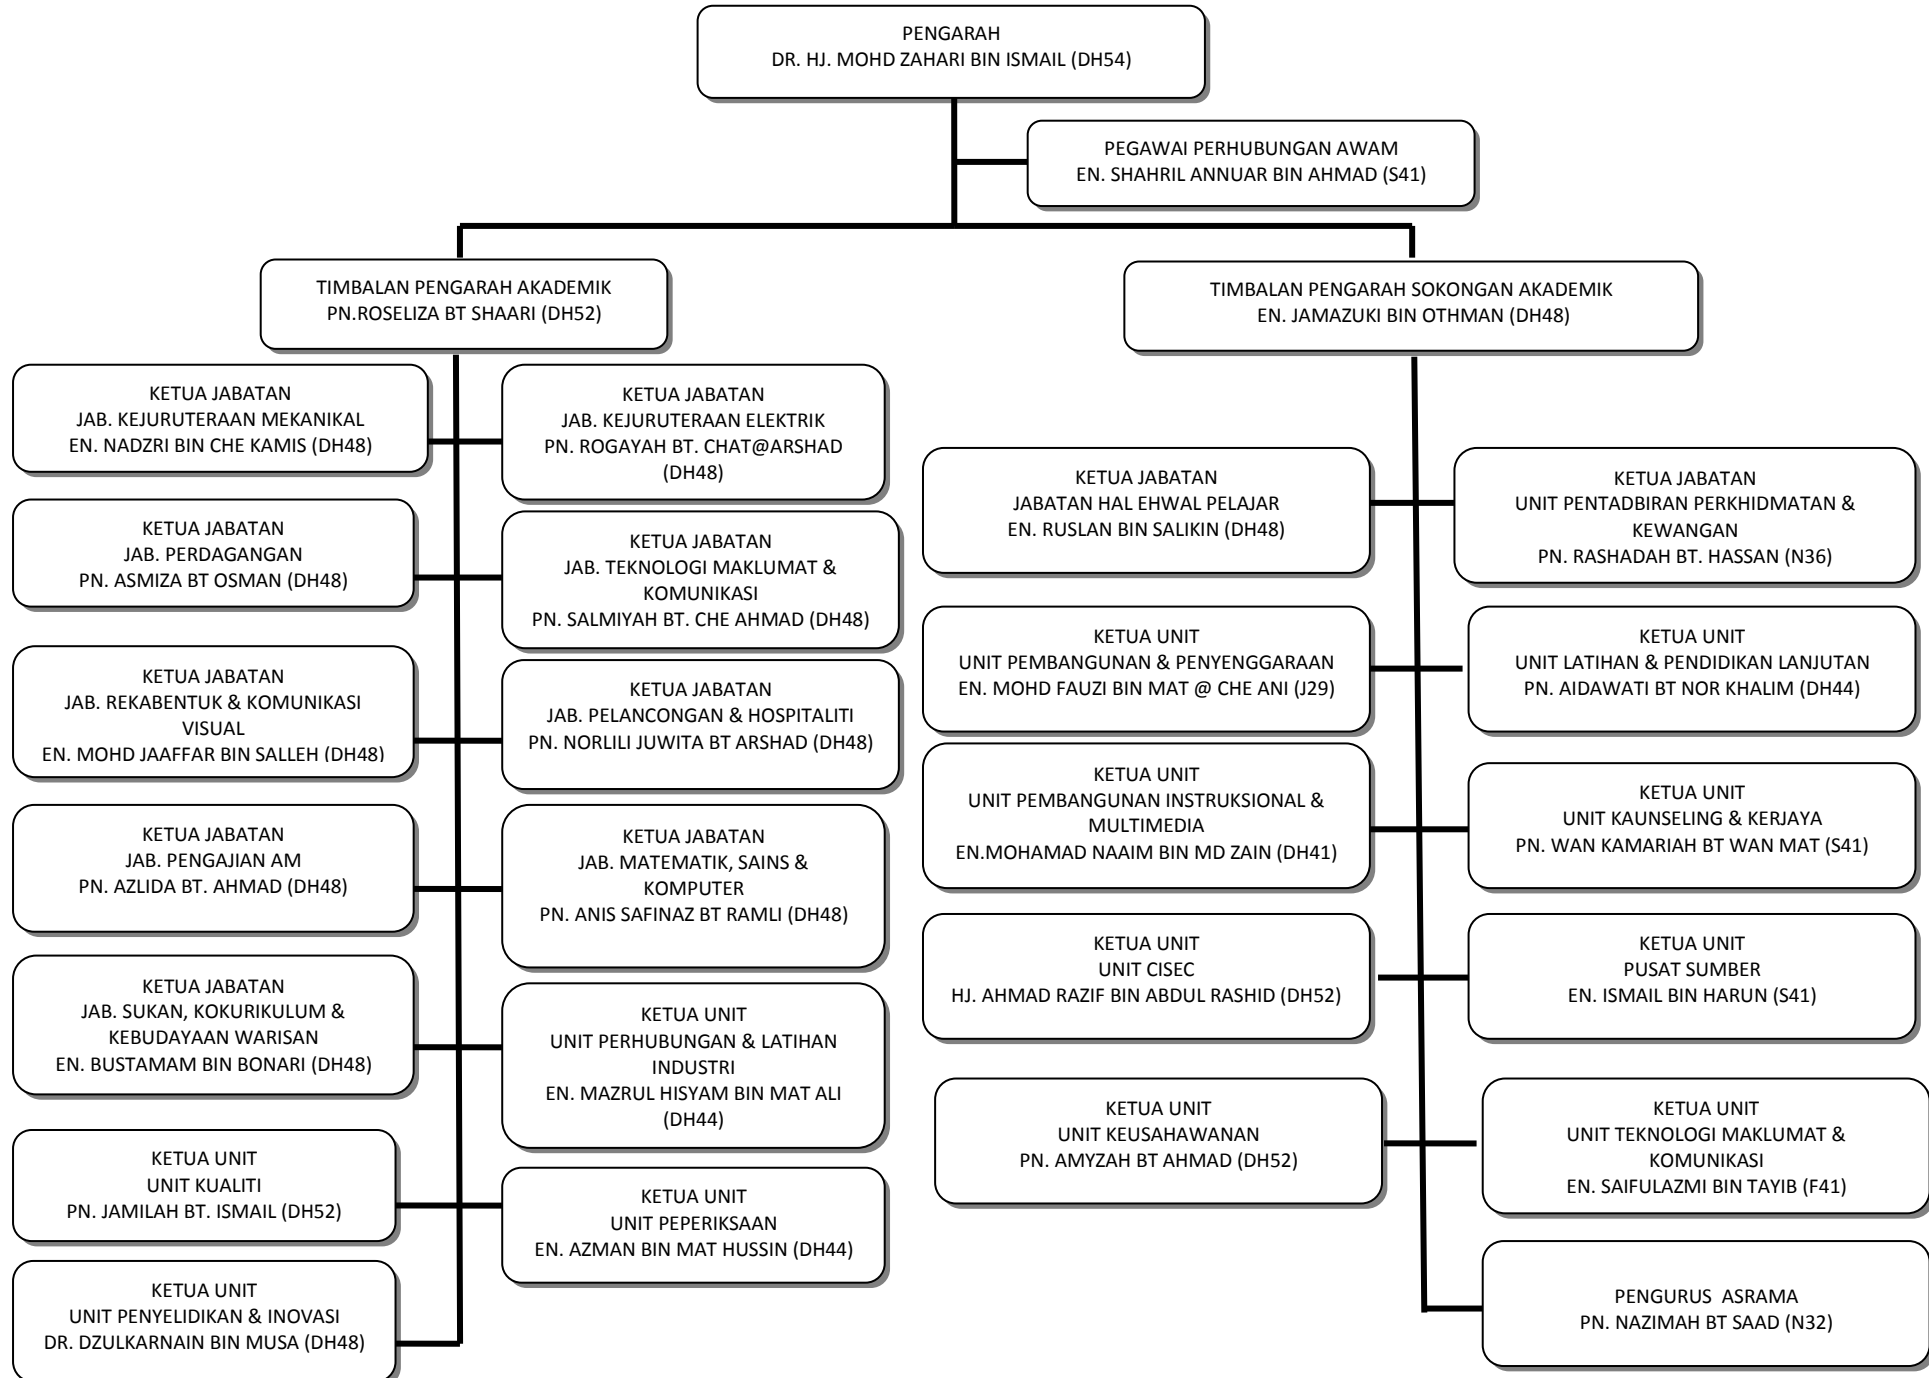 PENGARAH
DR. HJ. MOHD ZAHARI BIN ISMAIL (DH54)
PEGAWAI PERHUBUNGAN AWAM
EN. SHAHRIL ANNUAR BIN AHMAD (S41)
TIMBALAN PENGARAH AKADEMIK
PN.ROSELIZA BT SHAARI (DH52)
TIMBALAN PENGARAH SOKONGAN AKADEMIK
EN. JAMAZUKI BIN OTHMAN (DH48)
KETUA JABATAN
JAB. KEJURUTERAAN MEKANIKAL
EN. NADZRI BIN CHE KAMIS (DH48)
KETUA JABATAN
JAB. KEJURUTERAAN ELEKTRIK
PN. ROGAYAH BT. CHAT@ARSHAD
(DH48)
KETUA JABATAN
JAB. PERDAGANGAN
PN. ASMIZA BT OSMAN (DH48)
KETUA JABATAN
JAB. TEKNOLOGI MAKLUMAT &
KOMUNIKASI
PN. SALMIYAH BT. CHE AHMAD (DH48)
KETUA JABATAN
JAB. REKABENTUK & KOMUNIKASI
VISUAL
EN. MOHD JAAFFAR BIN SALLEH (DH48)
KETUA JABATAN
JAB. PELANCONGAN & HOSPITALITI
PN. NORLILI JUWITA BT ARSHAD (DH48)
KETUA JABATAN
JAB. PENGAJIAN AM
PN. AZLIDA BT. AHMAD (DH48)
KETUA JABATAN
JAB. MATEMATIK, SAINS &
KOMPUTER
PN. ANIS SAFINAZ BT RAMLI (DH48)
KETUA JABATAN
JAB. SUKAN, KOKURIKULUM &
KEBUDAYAAN WARISAN
EN. BUSTAMAM BIN BONARI (DH48)
KETUA UNIT
UNIT PERHUBUNGAN & LATIHAN
INDUSTRI
EN. MAZRUL HISYAM BIN MAT ALI
(DH44)
KETUA UNIT
UNIT KUALITI
PN. JAMILAH BT. ISMAIL (DH52)
KETUA UNIT
UNIT PEPERIKSAAN
EN. AZMAN BIN MAT HUSSIN (DH44)
KETUA UNIT
UNIT PENYELIDIKAN & INOVASI
DR. DZULKARNAIN BIN MUSA (DH48)
KETUA JABATAN
JABATAN HAL EHWAL PELAJAR
EN. RUSLAN BIN SALIKIN (DH48)
KETUA JABATAN
UNIT PENTADBIRAN PERKHIDMATAN &
KEWANGAN
PN. RASHADAH BT. HASSAN (N36)
KETUA UNIT
UNIT PEMBANGUNAN & PENYENGGARAAN
EN. MOHD FAUZI BIN MAT @ CHE ANI (J29)
KETUA UNIT
UNIT LATIHAN & PENDIDIKAN LANJUTAN
PN. AIDAWATI BT NOR KHALIM (DH44)
KETUA UNIT
UNIT PEMBANGUNAN INSTRUKSIONAL &
MULTIMEDIA
EN.MOHAMAD NAAIM BIN MD ZAIN (DH41)
KETUA UNIT
UNIT KAUNSELING & KERJAYA
PN. WAN KAMARIAH BT WAN MAT (S41)
KETUA UNIT
UNIT CISEC
HJ. AHMAD RAZIF BIN ABDUL RASHID (DH52)
KETUA UNIT
PUSAT SUMBER
EN. ISMAIL BIN HARUN (S41)
KETUA UNIT
UNIT KEUSAHAWANAN
PN. AMYZAH BT AHMAD (DH52)
KETUA UNIT
UNIT TEKNOLOGI MAKLUMAT &
KOMUNIKASI
EN. SAIFULAZMI BIN TAYIB (F41)
PENGURUS  ASRAMA
PN. NAZIMAH BT SAAD (N32)